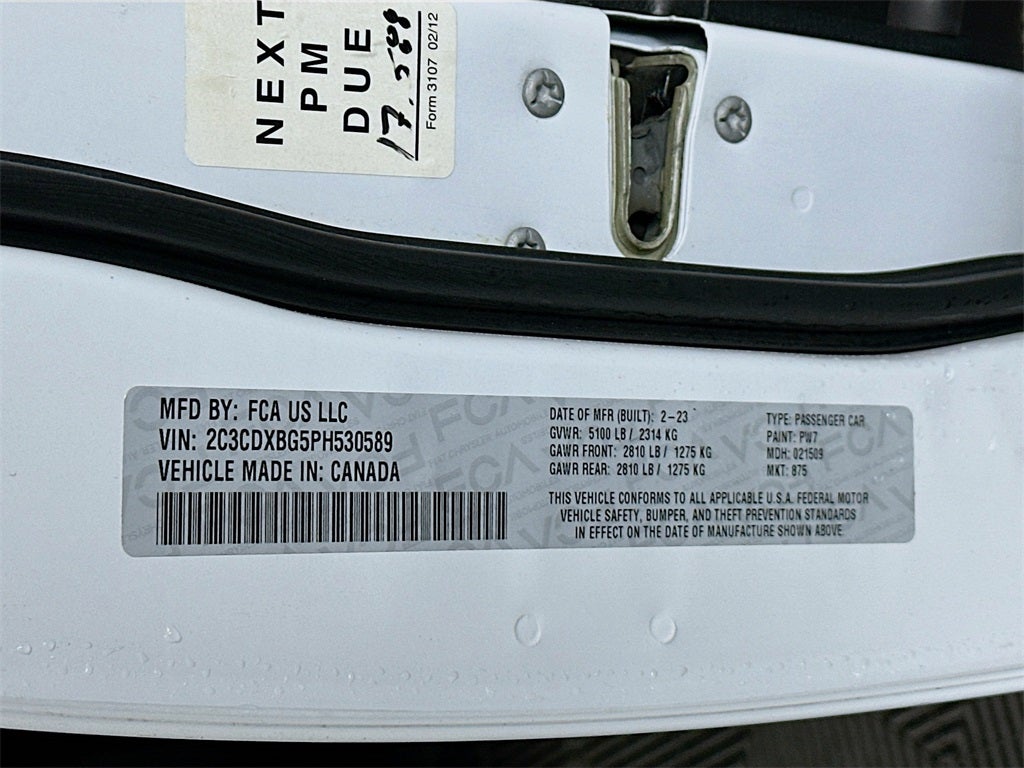 NEXT
PM
DUE
17,588
Form 3107 02/12
MFD BY: FCA US LLC
VIN: 2C3CDXBG5PH530589
VEHICLE MADE IN: CANADA
DATE OF MFR (BUILT): 2-23
GVWR: 5100 LB / 2314 KG
GAWR FRONT: 2810 LB / 1275 KG
GAWR REAR: 2810 LB / 1275 KG
TYPE: PASSENGER CAR
PAINT: PW7
MDH: 021509
MKT: 875
THIS VEHICLE CONFORMS TO ALL APPLICABLE U.S.A. FEDERAL MOTOR
VEHICLE SAFETY, BUMPER, AND THEFT PREVENTION STANDARDS
IN EFFECT ON THE DATE OF MANUFACTURE SHOWN ABOVE